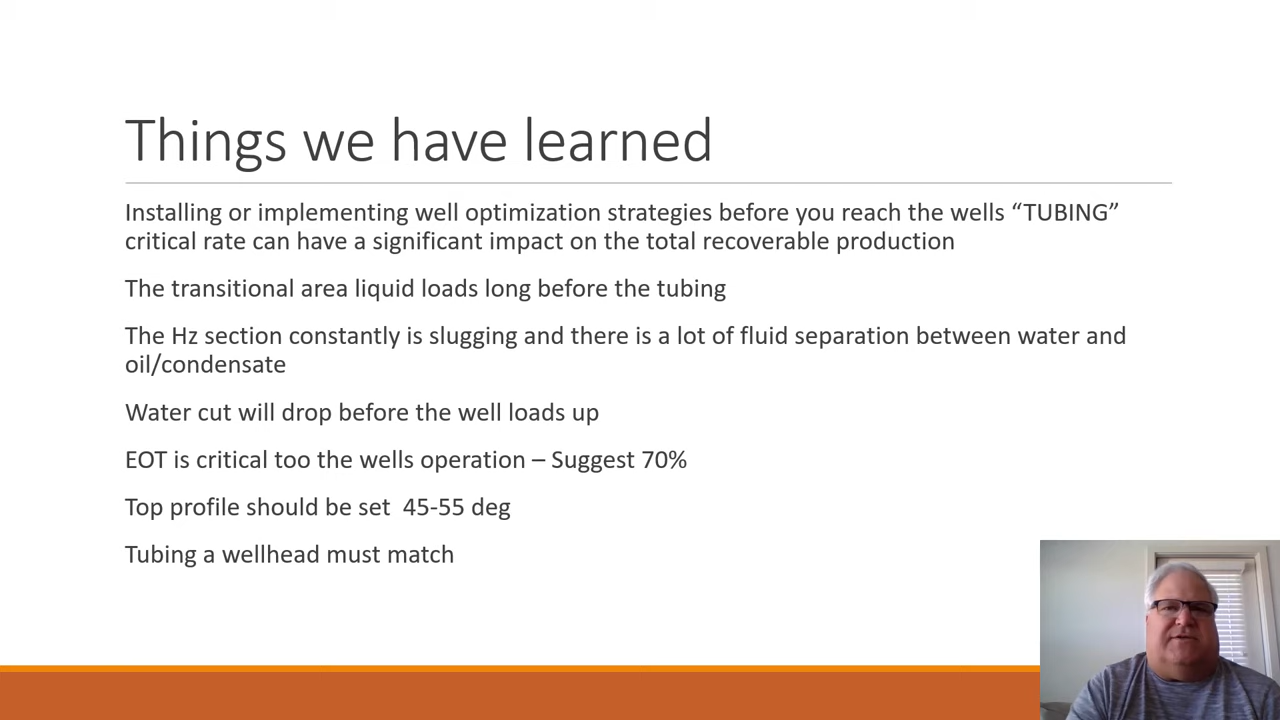 Things we have learned
Installing or implementing well optimization strategies before you reach the wells “TUBING”
critical rate can have a significant impact on the total recoverable production
The transitional area liquid loads long before the tubing
The Hz section constantly is slugging and there is a lot of fluid separation between water and
oil/condensate
Water cut will drop before the well loads up
EOT is critical too the wells operation – Suggest 70%
Top profile should be set  45-55 deg
Tubing a wellhead must match